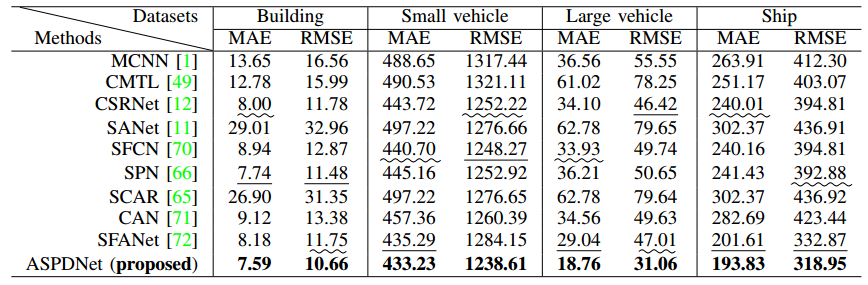 Datasets Building Small vehicle Large vehicle Ship
Methods MAE RMSE MAE RMSE MAE RMSE MAE RMSE
MCNN [1] 13.65 16.56 488.65 1317.44 36.56 55.55 263.91 412.30
CMTL [49] 12.78 15.99 490.53 1321.11 61.02 78.25 251.17 403.07
CSRNet [12] 8.00 11.78 443.72 1252.22 34.10 46.42 240.01 394.81
SANet [11] 29.01 32.96 497.22 1276.66 62.78 79.65 302.37 436.91
SFCN [70] 8.94 12.87 440.70 1248.27 33.93 49.74 240.16 394.81
SPN [66] 7.74 11.48 445.16 1252.92 36.21 50.65 241.43 392.88
SCAR [65] 26.90 31.35 497.22 1276.65 62.78 79.64 302.37 436.92
CAN [71] 9.12 13.38 457.36 1260.39 34.56 49.63 282.69 423.44
SFANet [72] 8.18 11.75 435.29 1284.15 29.04 47.01 201.61 332.87
ASPDNet (proposed) 7.59 10.66 433.23 1238.61 18.76 31.06 193.83 318.95